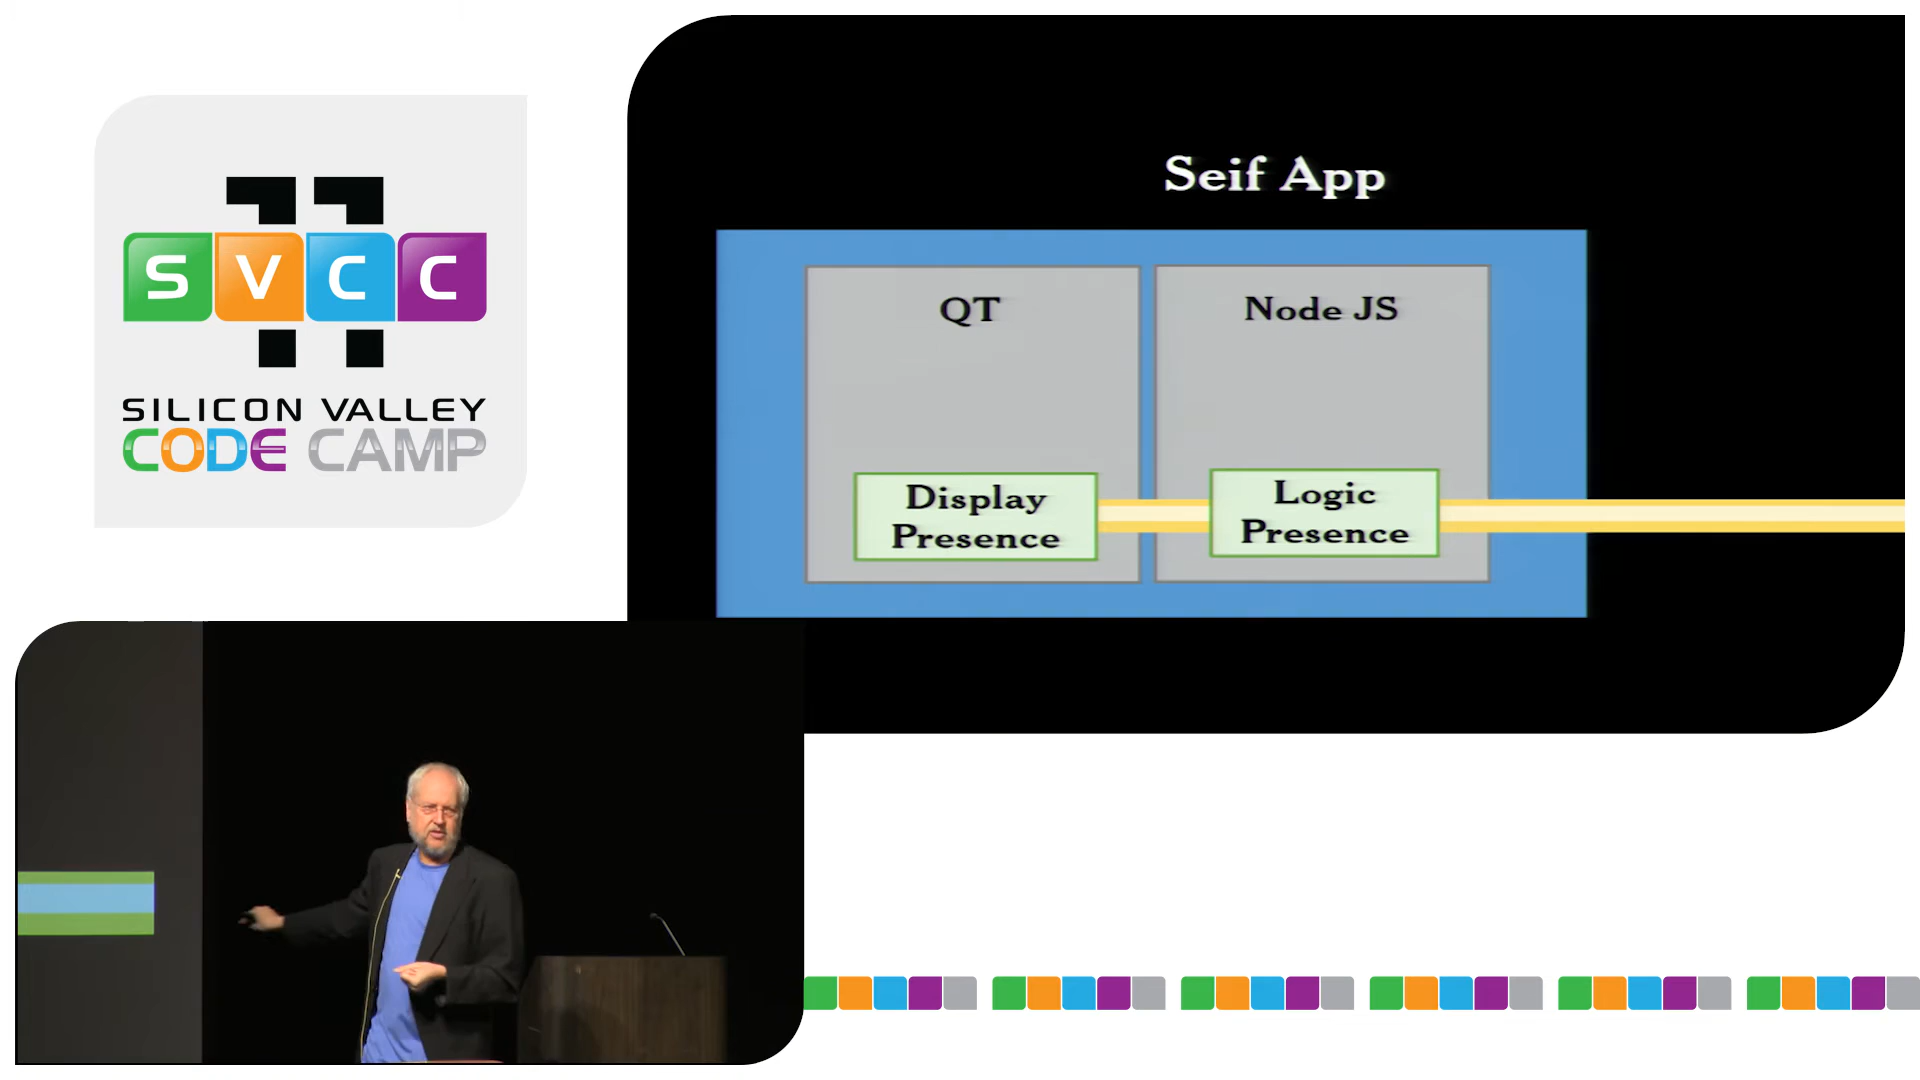 SVCC
SILICON VALLEY
CODE CAMP
Seif App
QT
Node JS
Display
Presence
Logic
Presence